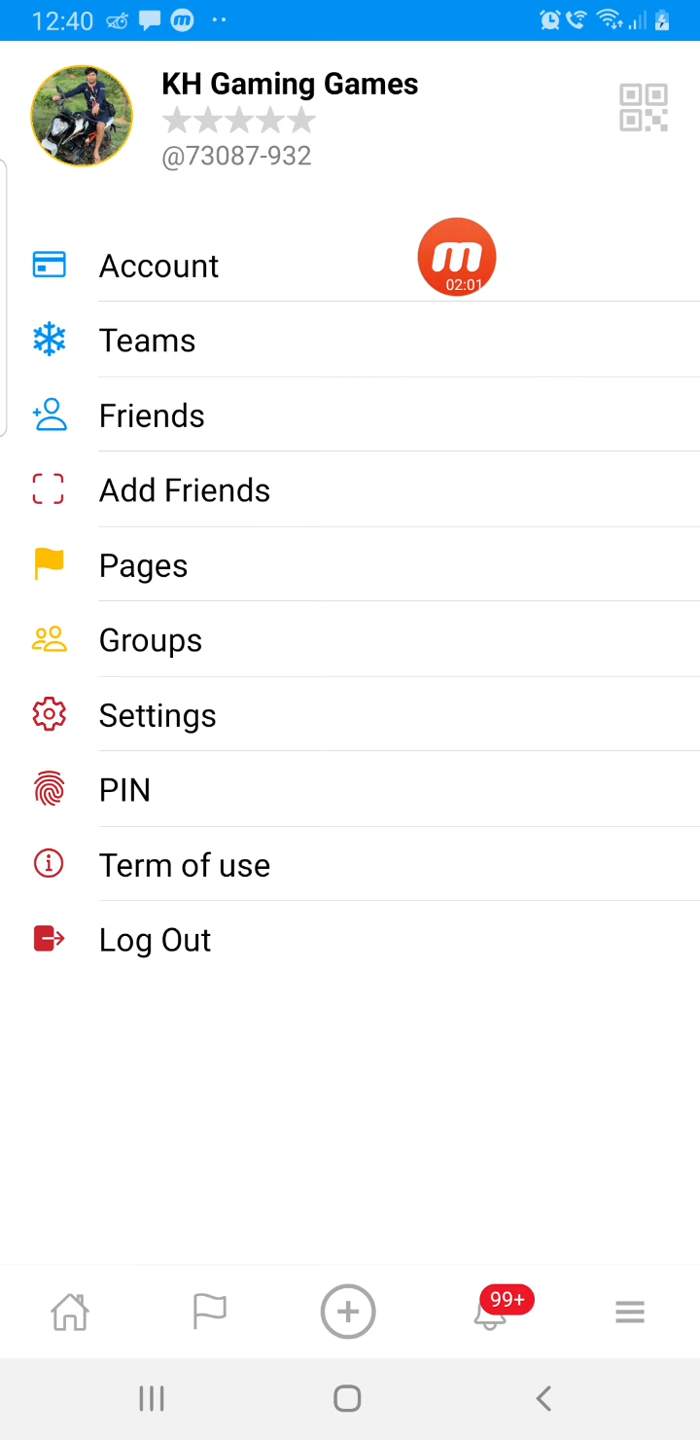 12:40
KH Gaming Games
@73087-932
Account
m
02:01
Teams
Friends
Add Friends
Pages
Groups
Settings
PIN
Term of use
Log Out
99+